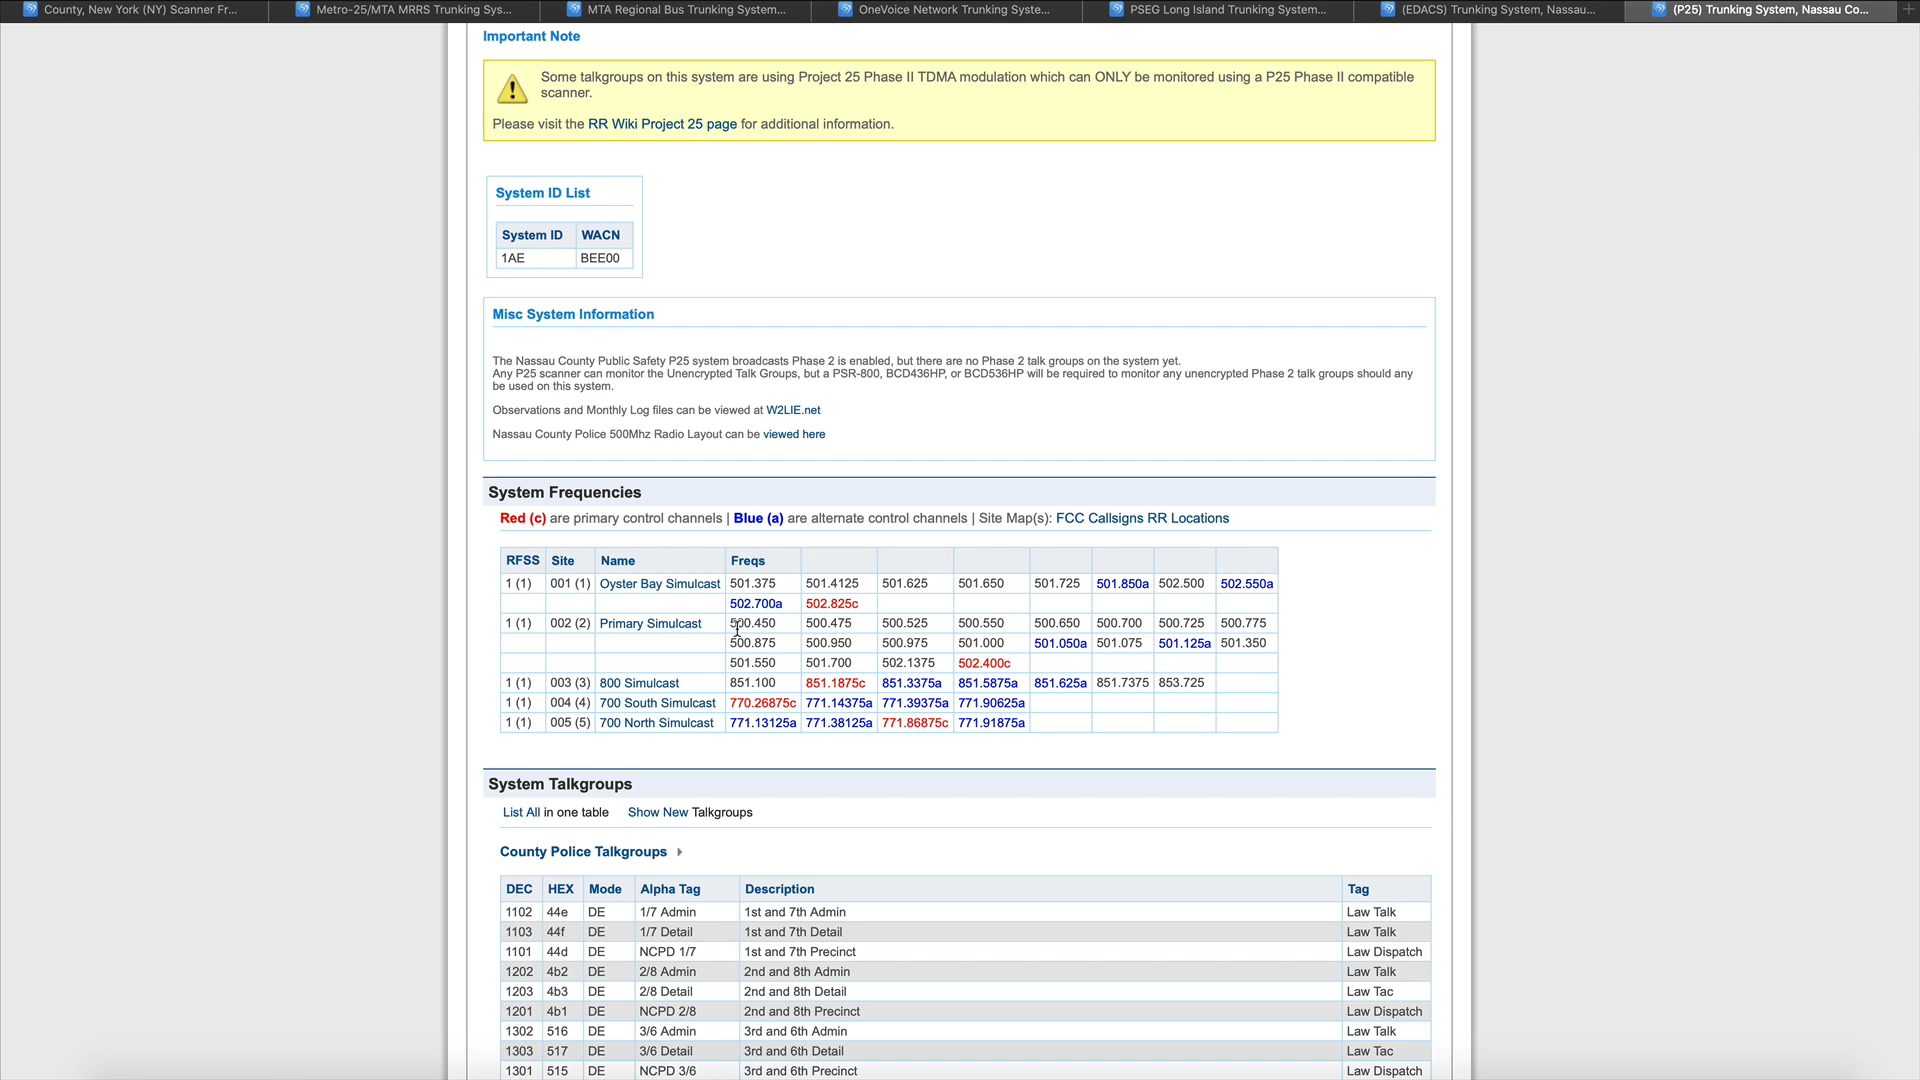 County, New York (NY) Scanner Fr...
Metro-25/MTA MRRS Trunking Sys...
MTA Regional Bus Trunking System...
OneVoice Network Trunking Syste...
PSEG Long Island Trunking System...
(EDACS) Trunking System, Nassau...
(P25) Trunking System, Nassau Co...
Important Note
Some talkgroups on this system are using Project 25 Phase II TDMA modulation which can ONLY be monitored using a P25 Phase II compatible
scanner.
Please visit the RR Wiki Project 25 page for additional information.
System ID List
System ID WACN
1AE BEE00
Misc System Information
The Nassau County Public Safety P25 system broadcasts Phase 2 is enabled, but there are no Phase 2 talk groups on the system yet.
Any P25 scanner can monitor the Unencrypted Talk Groups, but a PSR-800, BCD436HP, or BCD536HP will be required to monitor any unencrypted Phase 2 talk groups should any
be used on this system.
Observations and Monthly Log files can be viewed at W2LIE.net
Nassau County Police 500Mhz Radio Layout can be viewed here
System Frequencies
Red (c) are primary control channels | Blue (a) are alternate control channels | Site Map(s): FCC Callsigns RR Locations
RFSS Site Name Freqs
1 (1) 001 (1) Oyster Bay Simulcast 501.375 501.4125 501.625 501.650 501.725 501.850a 502.500 502.550a
502.700a 502.825c
1 (1) 002 (2) Primary Simulcast 500.450 500.475 500.525 500.550 500.650 500.700 500.725 500.775
500.875 500.950 500.975 501.000 501.050a 501.075 501.125a 501.350
501.550 501.700 502.1375 502.400c
1 (1) 003 (3) 800 Simulcast 851.100 851.1875c 851.3375a 851.5875a 851.625a 851.7375 853.725
1 (1) 004 (4) 700 South Simulcast 770.26875c 771.14375a 771.39375a 771.90625a
1 (1) 005 (5) 700 North Simulcast 771.13125a 771.38125a 771.86875c 771.91875a
System Talkgroups
List All in one table Show New Talkgroups
County Police Talkgroups
DEC HEX Mode Alpha Tag Description Tag
1102 44e DE 1/7 Admin 1st and 7th Admin Law Talk
1103 44f DE 1/7 Detail 1st and 7th Detail Law Talk
1101 44d DE NCPD 1/7 1st and 7th Precinct Law Dispatch
1202 4b2 DE 2/8 Admin 2nd and 8th Admin Law Talk
1203 4b3 DE 2/8 Detail 2nd and 8th Detail Law Tac
1201 4b1 DE NCPD 2/8 2nd and 8th Precinct Law Dispatch
1302 516 DE 3/6 Admin 3rd and 6th Admin Law Talk
1303 517 DE 3/6 Detail 3rd and 6th Detail Law Tac
1301 515 DE NCPD 3/6 3rd and 6th Precinct Law Dispatch